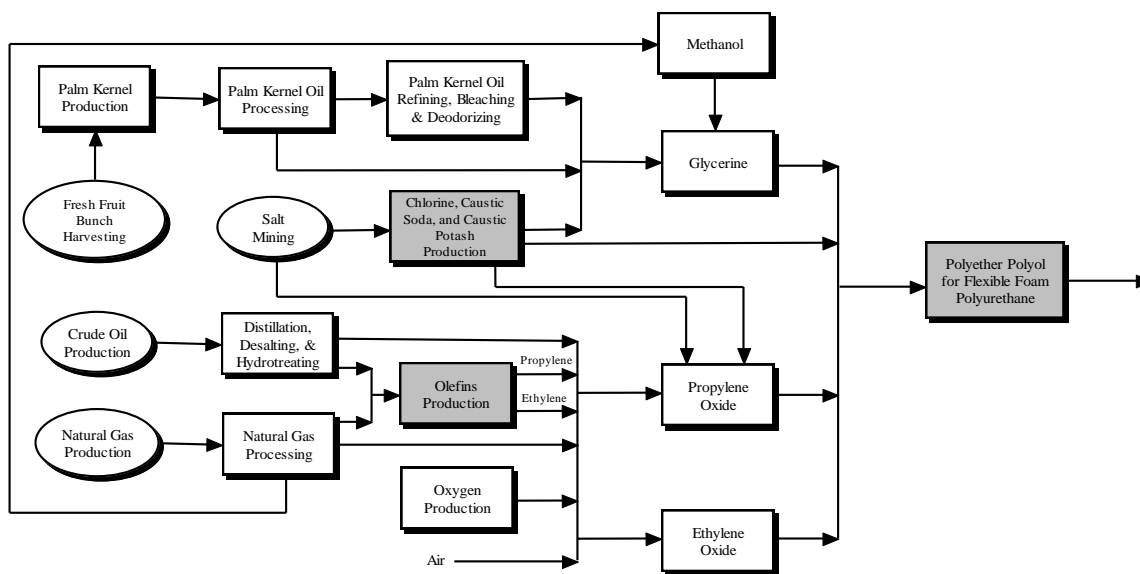 Methanol
Palm Kernel
Production
Palm Kernel Oil
Processing
Palm Kernel Oil
Refining, Bleaching
& Deodorizing
Glycerine
Fresh Fruit
Bunch
Harvesting
Salt
Mining
Chlorine, Caustic
Soda, and Caustic
Potash
Production
Polyether Polyol
for Flexible Foam
Polyurethane
Crude Oil
Production
Distillation,
Desalting, &
Hydrotreating
Olefins
Production
Propylene
Ethylene
Propylene
Oxide
Natural Gas
Production
Natural Gas
Processing
Oxygen
Production
Air
Ethylene
Oxide